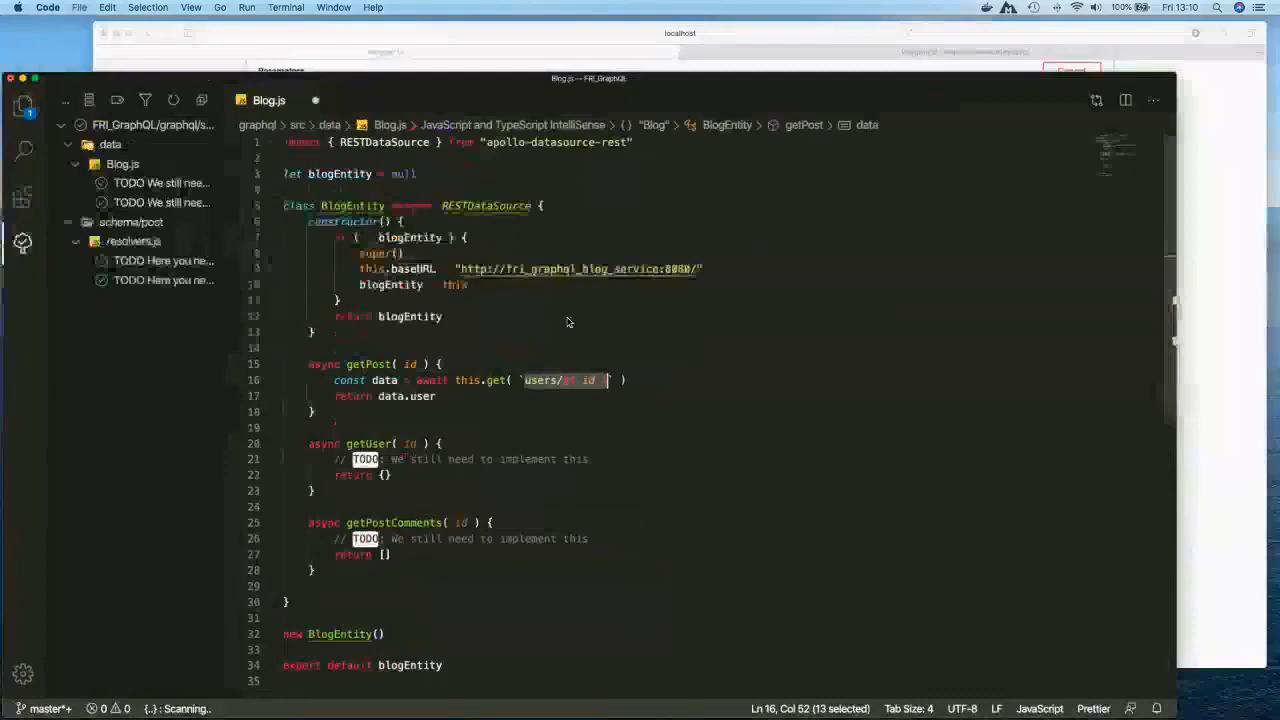 Code File Edit Selection View Go Run Terminal Window Help 100% Fri 13:10
localhost
Blog.js — FRI_GraphQL
Blog.js
FRI_GraphQL/graphql/s...
graphql › src › data › Blog.js › JavaScript and TypeScript IntelliSense › {} "Blog" › BlogEntity › getPost › data
data
Blog.js
TODO We still nee...
TODO We still nee...
schema/post
resolvers.js
TODO Here you ne...
TODO Here you ne...
1 import { RESTDataSource } from "apollo-datasource-rest"
2
3 let blogEntity = null
class BlogEntity extends RESTDataSource {
constructor() {
blogEntity ) {
super()
this.baseURL "http://fri_graphql_blog_service:8080/"
blogEntity this
11 }
12 return blogEntity
13 }
14
15 async getPost( id ) {
16 const data = await this.get( `users/${ id }` )
17 return data.user
18 }
19
20 async getUser( id ) {
21 // TODO: We still need to implement this
22 return {}
23 }
24
25 async getPostComments( id ) {
26 // TODO: We still need to implement this
27 return []
28 }
29
30 }
31
32 new BlogEntity()
33
34 export default blogEntity
35
master*+ 0 0 {..} : Scanning.. Ln 16, Col 52 (13 selected) Tab Size: 4 UTF-8 LF JavaScript Prettier